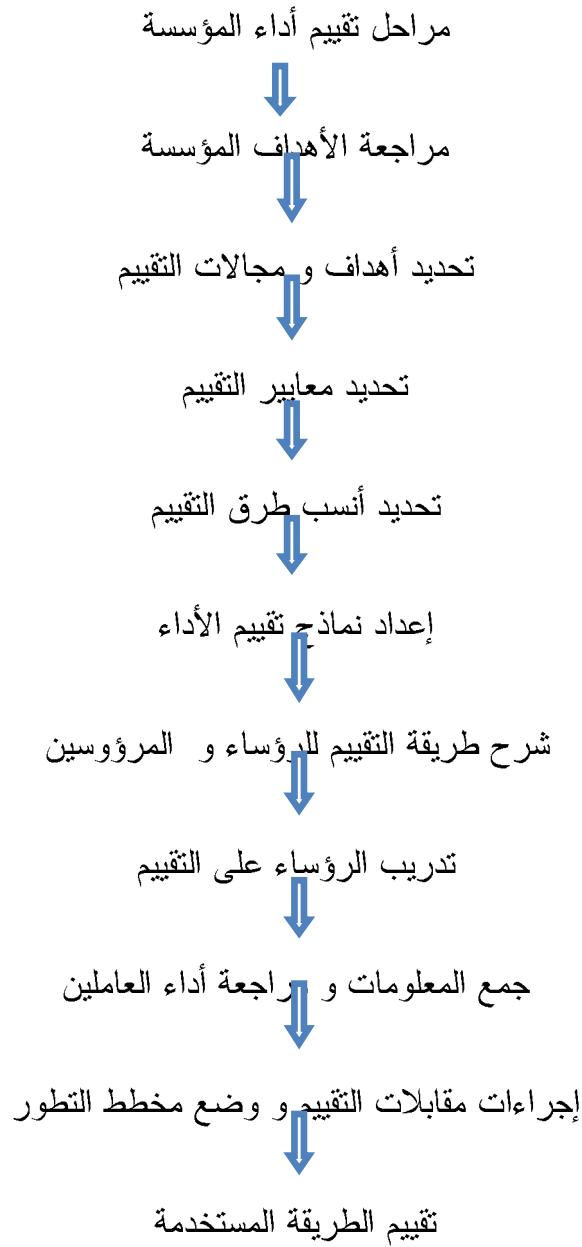 مراحل تقييم أداء المؤسسة
مراجعة الأهداف المؤسسة
تحديد أهداف و مجالات التقييم
تحديد معايير التقييم
تحديد أنسب طرق التقييم
إعداد نماذج تقييم الأداء
شرح طريقة التقييم للرؤساء و المرؤوسين
تدريب الرؤساء على التقييم
جمع المعلومات و مراجعة أداء العاملين
إجراءات مقابلات التقييم و وضع مخطط التطور
تقييم الطريقة المستخدمة